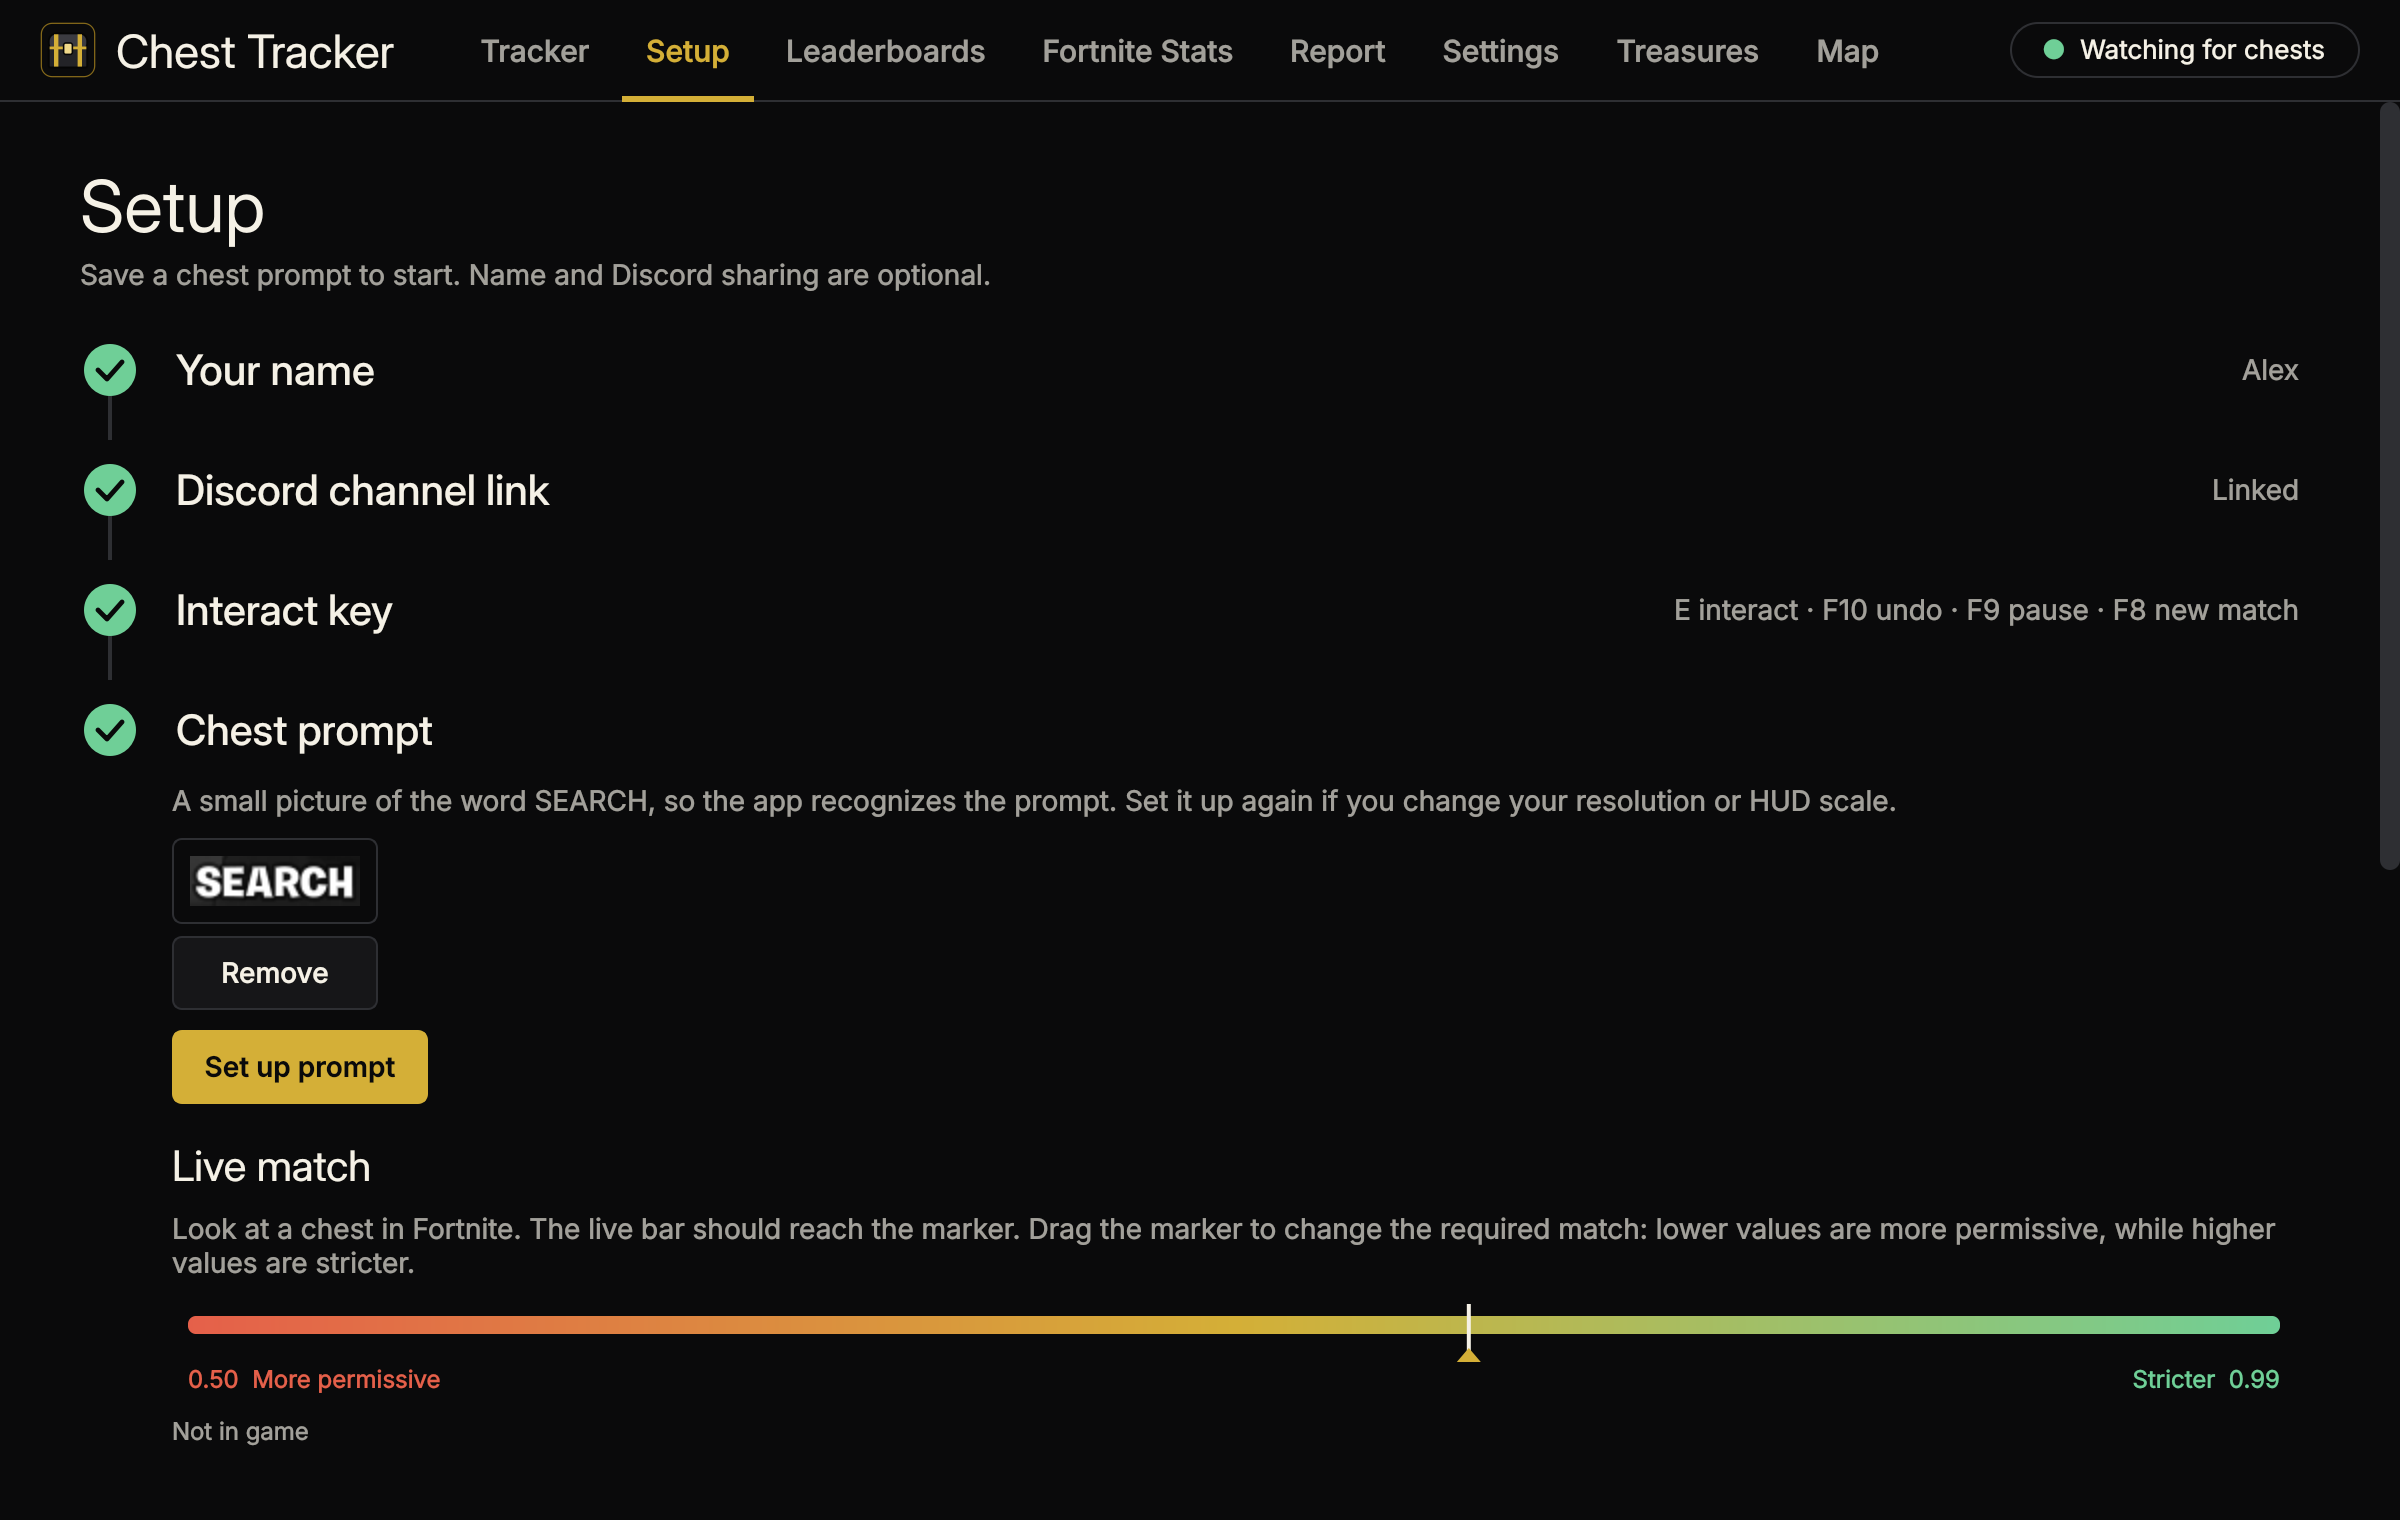 Chest Tracker
Tracker
Setup
Leaderboards
Fortnite Stats
Report
Settings
Treasures
Map
Watching for chests
Setup
Save a chest prompt to start. Name and Discord sharing are optional.
Your name
Alex
Discord channel link
Linked
Interact key
E interact · F10 undo · F9 pause · F8 new match
Chest prompt
A small picture of the word SEARCH, so the app recognizes the prompt. Set it up again if you change your resolution or HUD scale.
SEARCH
Remove
Set up prompt
Live match
Look at a chest in Fortnite. The live bar should reach the marker. Drag the marker to change the required match: lower values are more permissive, while higher
values are stricter.
0.50 More permissive
Stricter 0.99
Not in game